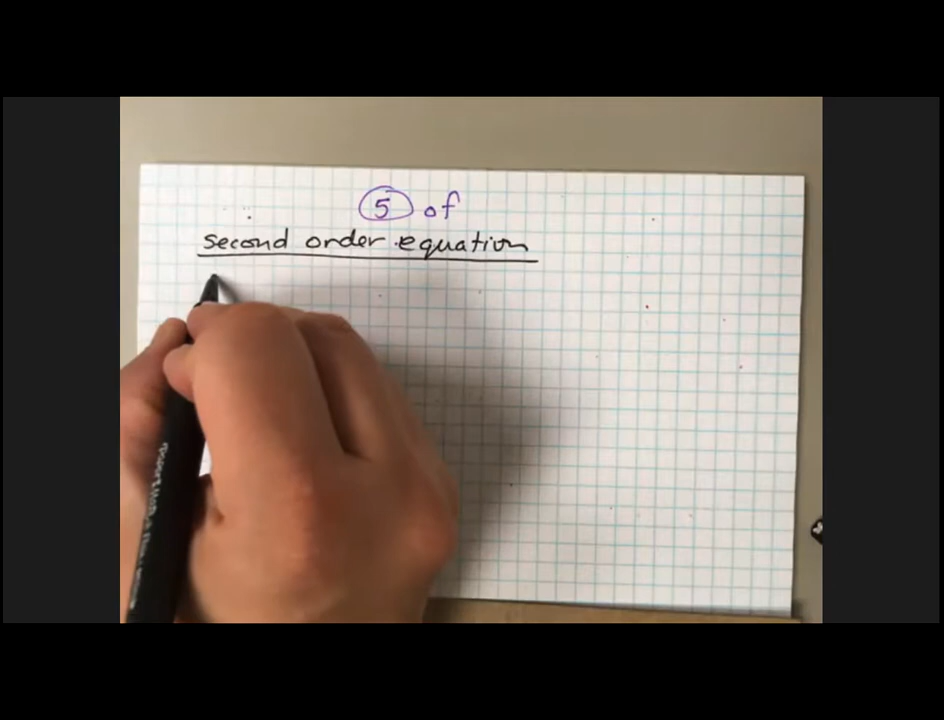 5 of
second order equation